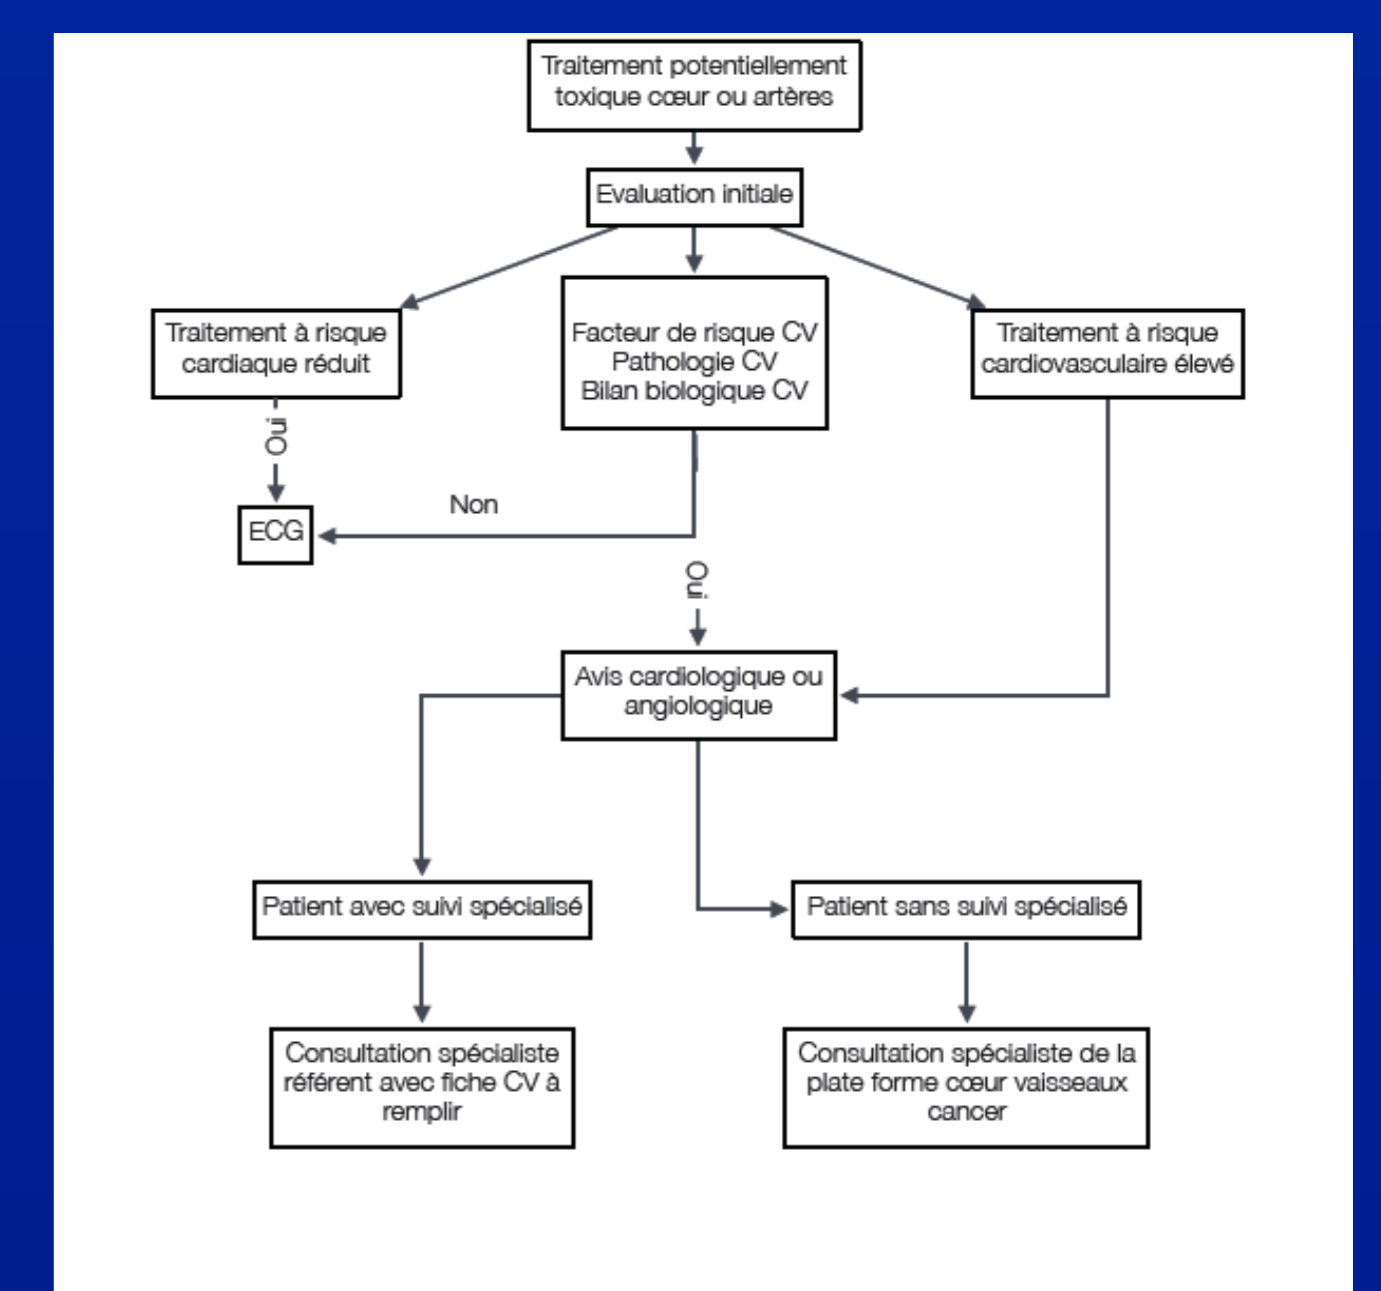 Traitement potentiellement
toxique cœur ou artères
Evaluation initiale
Traitement à risque
cardiaque réduit
Facteur de risque CV
Pathologie CV
Bilan biologique CV
Traitement à risque
cardiovasculaire élevé
Oui
Non
ECG
Oui
Avis cardiologique ou
angiologique
Patient avec suivi spécialisé
Patient sans suivi spécialisé
Consultation spécialiste
référent avec fiche CV à
remplir
Consultation spécialiste de la
plate forme cœur vaisseaux
cancer